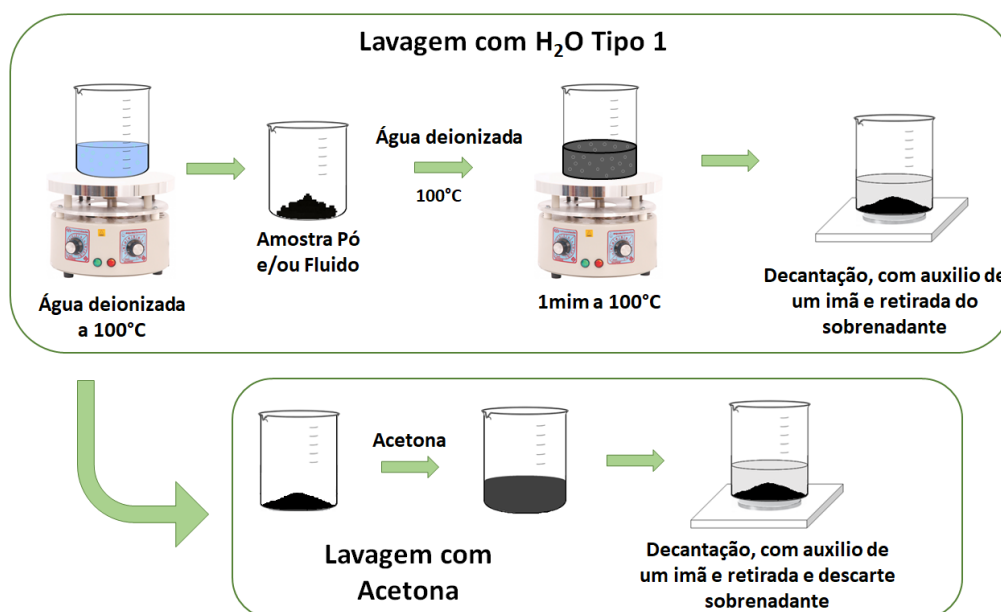 Lavagem com H₂O Tipo 1
Água deionizada
a 100°C
Amostra Pó
e/ou Fluido
Água deionizada
100°C
1mim a 100°C
Decantação, com auxilio de
um imã e retirada do
sobrenadante
Acetona
Lavagem com
Acetona
Decantação, com auxilio de
um imã e retirada e descarte
sobrenadante